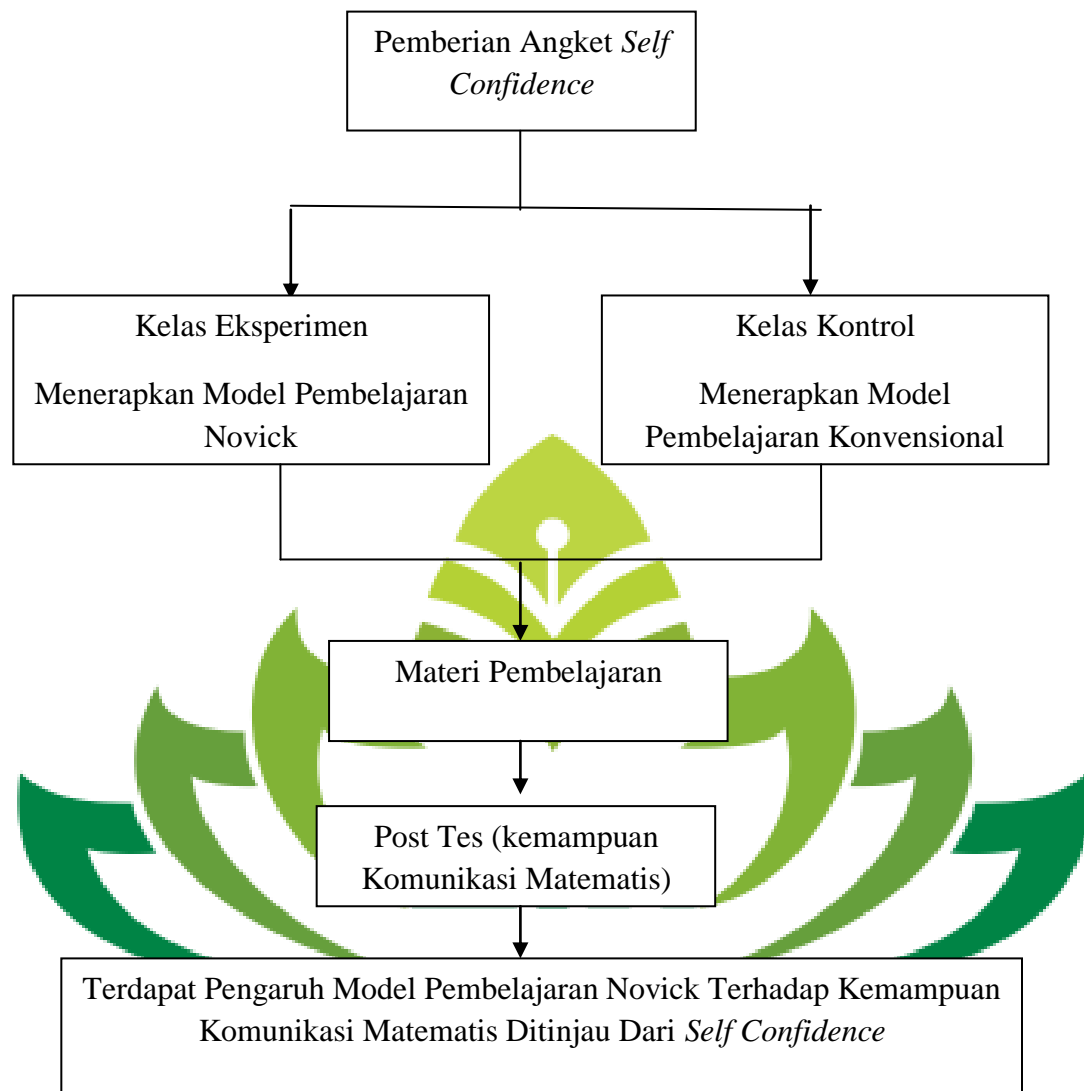 Pemberian Angket Self
Confidence
Kelas Eksperimen
Menerapkan Model Pembelajaran
Novick
Kelas Kontrol
Menerapkan Model
Pembelajaran Konvensional
Materi Pembelajaran
Post Tes (kemampuan
Komunikasi Matematis)
Terdapat Pengaruh Model Pembelajaran Novick Terhadap Kemampuan
Komunikasi Matematis Ditinjau Dari Self Confidence